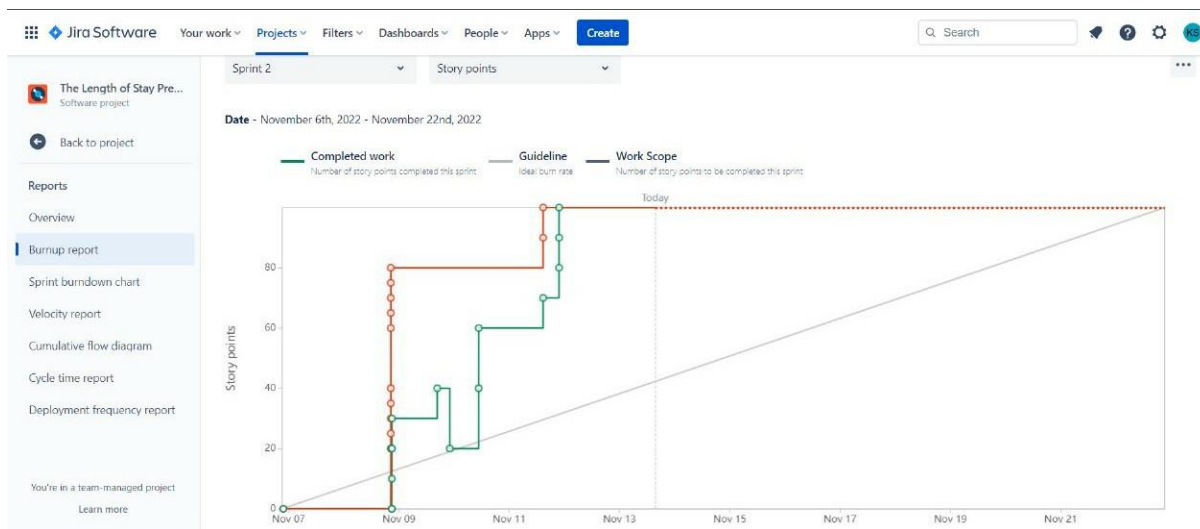 Jira Software Your work Projects Filters Dashboards People Apps Create Search KS
The Length of Stay Pre...
Software project
Back to project
Reports
Overview
Burnup report
Sprint burndown chart
Velocity report
Cumulative flow diagram
Cycle time report
Deployment frequency report
You're in a team-managed project
Learn more
Sprint 2 Story points
Date - November 6th, 2022 - November 22nd, 2022
Completed work Guideline Work Scope
Number of story points completed this sprint Ideal burn rate Number of story points to be completed this sprint
Today
80
60
40
20
0
Story points
Nov 07 Nov 09 Nov 11 Nov 13 Nov 15 Nov 17 Nov 19 Nov 21